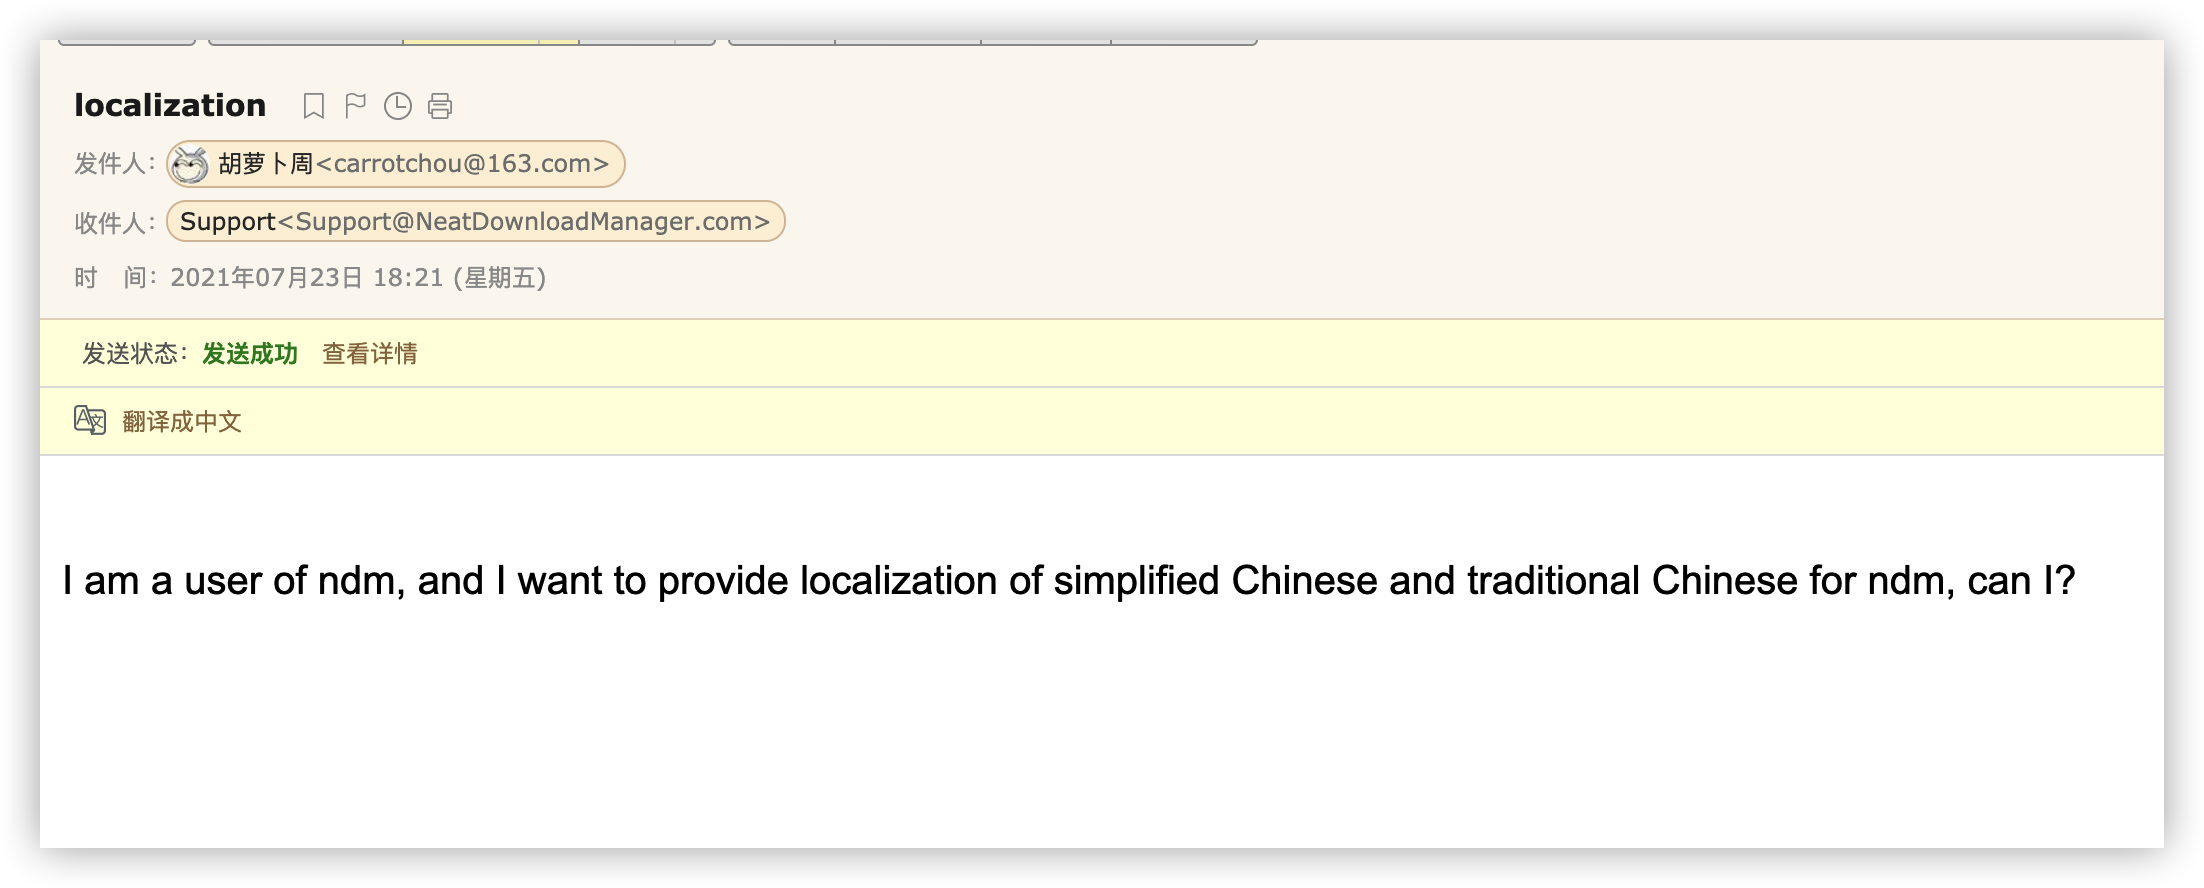 localization
发件人：胡萝卜周<carrotchou@163.com>
收件人：Support<Support@NeatDownloadManager.com>
时 间：2021年07月23日 18:21 (星期五)
发送状态：发送成功 查看详情
翻译成中文
I am a user of ndm, and I want to provide localization of simplified Chinese and traditional Chinese for ndm, can I?